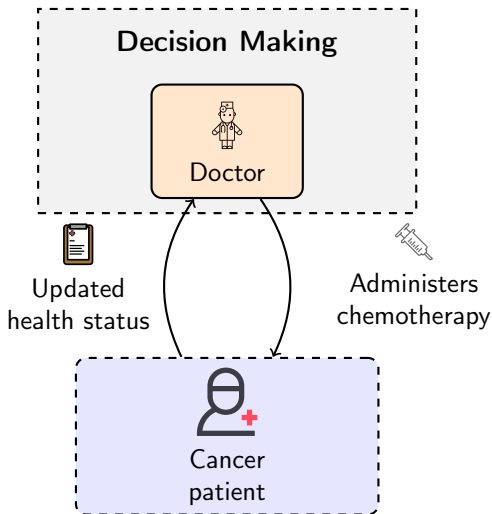 Decision Making
Doctor
Updated
health status
Administers
chemotherapy
Cancer
patient